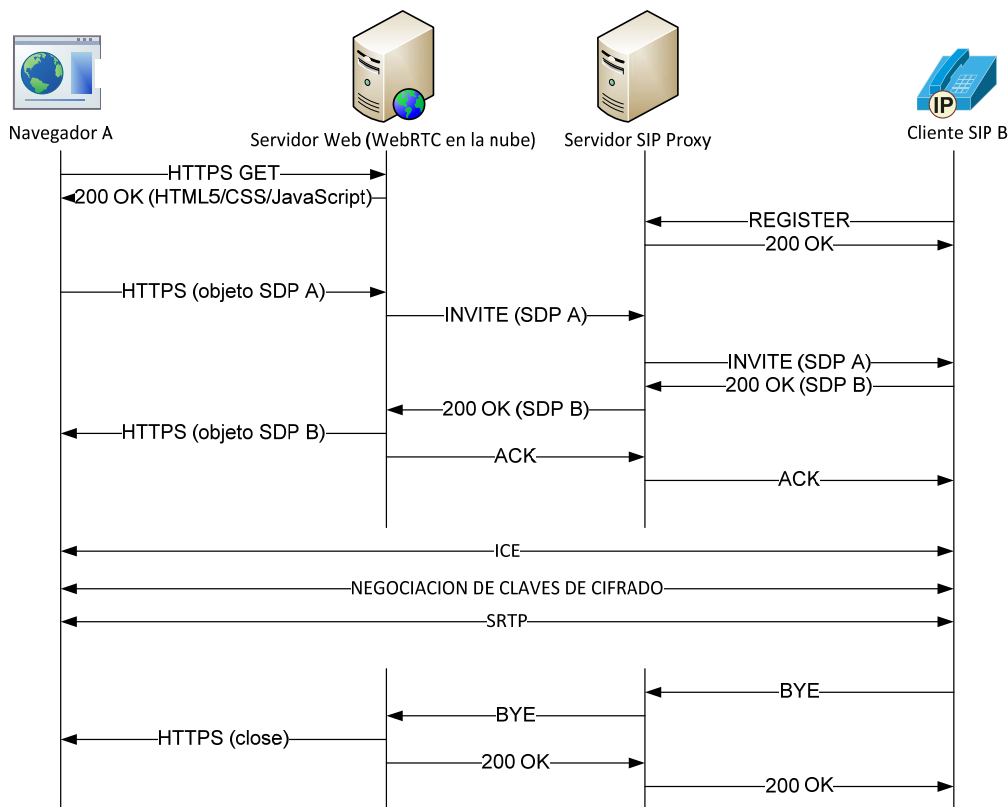 IP
Navegador A
Servidor Web (WebRTC en la nube)
Servidor SIP Proxy
Cliente SIP B
HTTPS GET
200 OK (HTML5/CSS/JavaScript)
REGISTER
200 OK
HTTPS (objeto SDP A)
INVITE (SDP A)
INVITE (SDP A)
200 OK (SDP B)
200 OK (SDP B)
HTTPS (objeto SDP B)
ACK
ACK
ICE
NEGOCIACION DE CLAVES DE CIFRADO
SRTP
BYE
BYE
HTTPS (close)
200 OK
200 OK